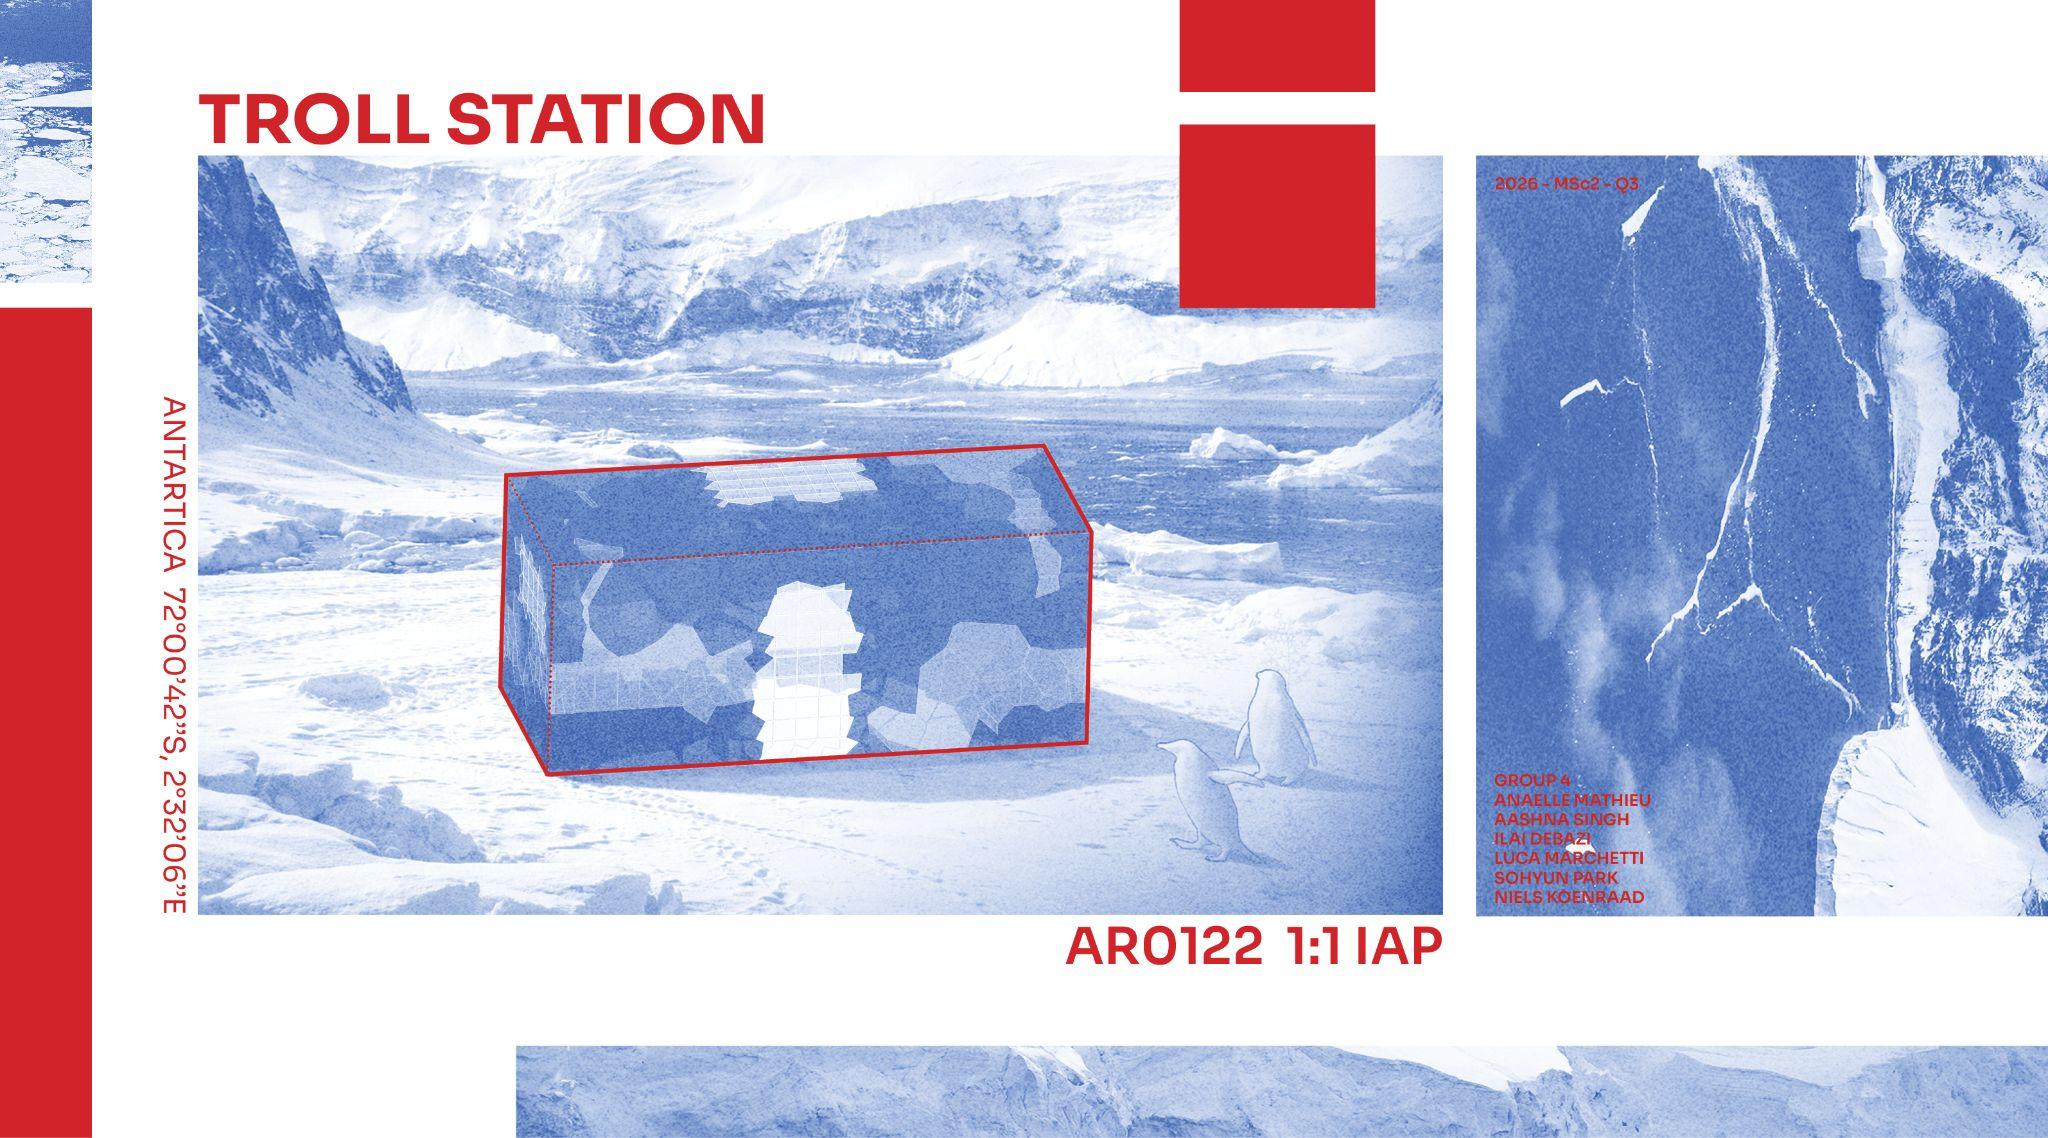 TROLL STATION
2026 - MSc2 - Q3
ANTARTICA 72°00’42”S, 2°32’06”E
GROUP 4
ANAELLE MATHIEU
AASHNA SINGH
ILAI DEBAZI
LUCA MARCHETTI
SOHYUN PARK
NIELS KOENRAAD
AR0122 1:1 IAP